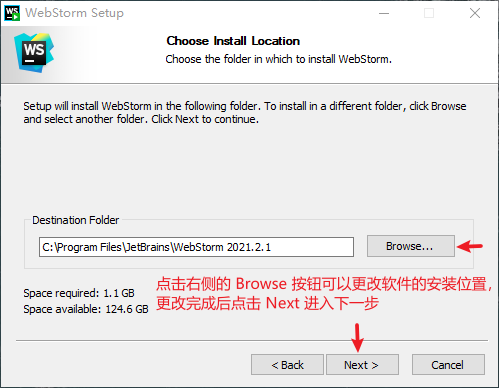 WebStorm Setup
WS
WS
Choose Install Location
Choose the folder in which to install WebStorm.
Setup will install WebStorm in the following folder. To install in a different folder, click Browse
and select another folder. Click Next to continue.
Destination Folder
C:\Program Files\JetBrains\WebStorm 2021.2.1
Browse...
点击右侧的 Browse 按钮可以更改软件的安装位置，
更改完成后点击 Next 进入下一步
Space required: 1.1 GB
Space available: 124.6 GB
< Back
Next >
Cancel